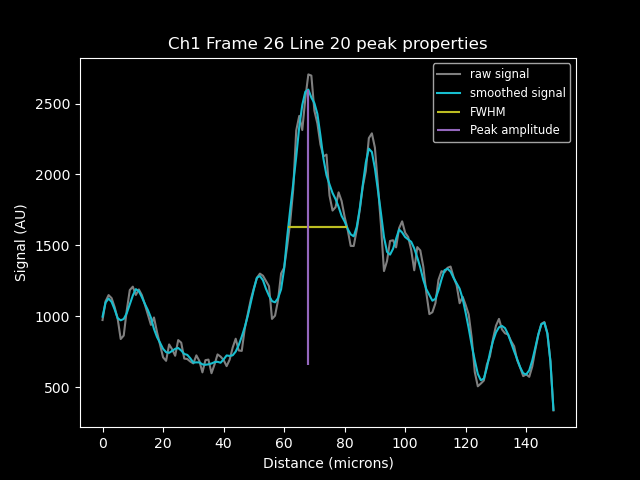 Ch1 Frame 26 Line 20 peak properties
raw signal
smoothed signal
FWHM
Peak amplitude
Signal (AU)
2500
2000
1500
1000
500
0 20 40 60 80 100 120 140
Distance (microns)